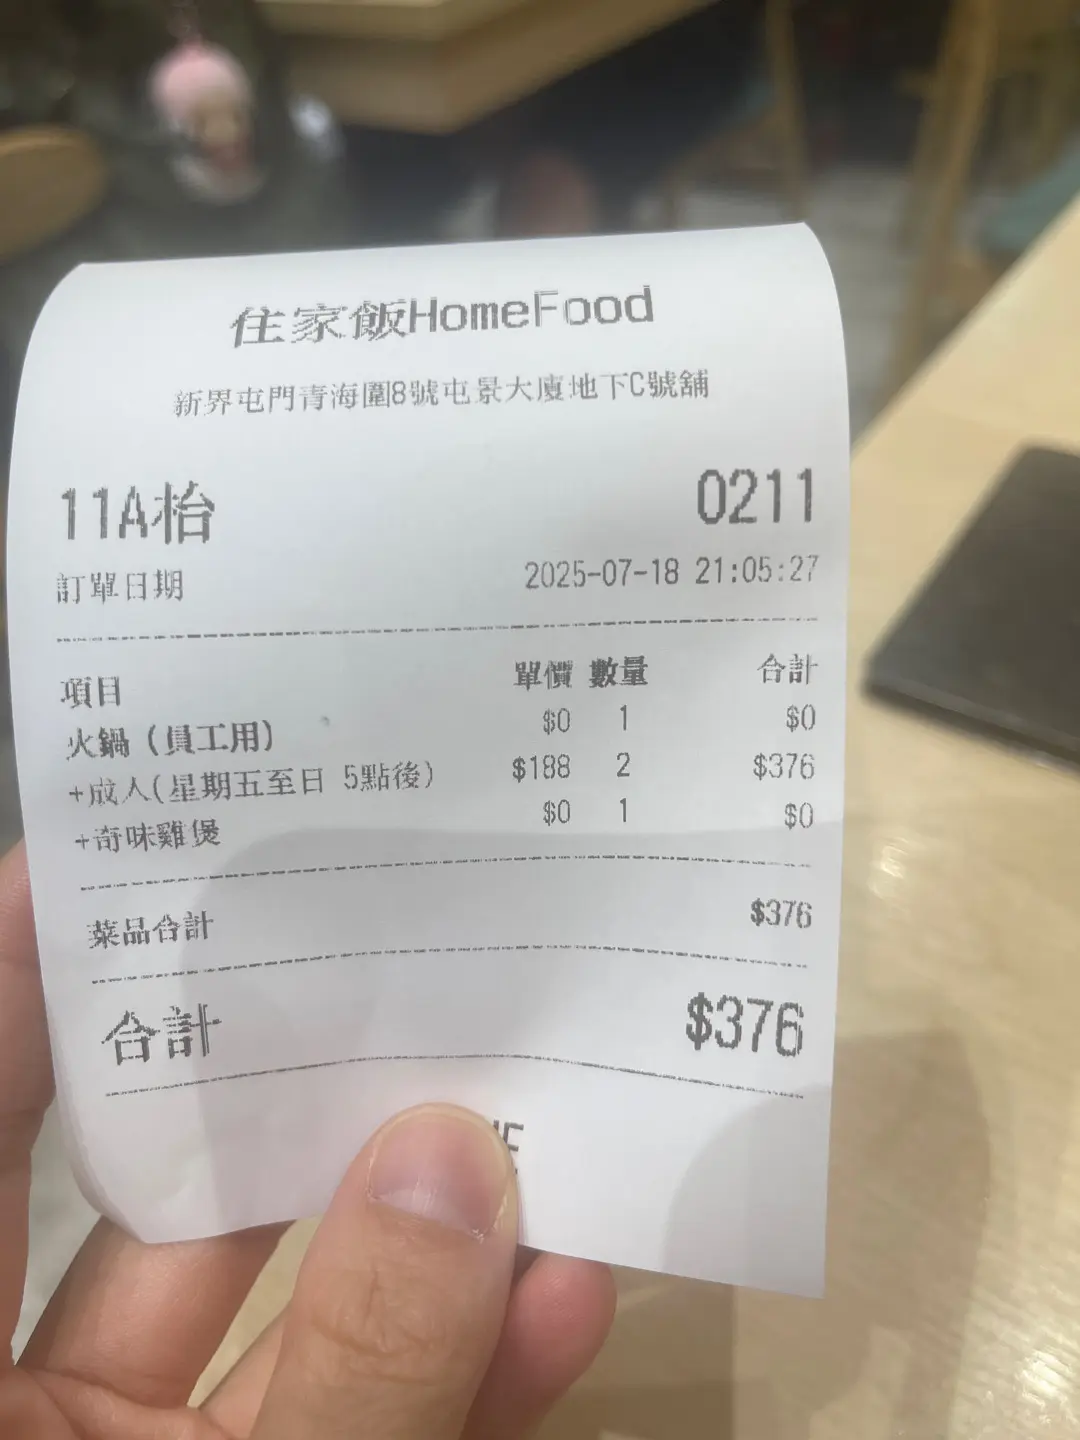 住家飯HomeFood
新界屯門青海圍8號屯景大廈地下C號舖
11A枱 0211
訂單日期 2025-07-18 21:05:27
項目 單價 數量 合計
火鍋（員工用） $0 1 $0
+成人(星期五至日 5點後) $188 2 $376
+奇味雞煲 $0 1 $0
菜品合計 $376
合計 $376